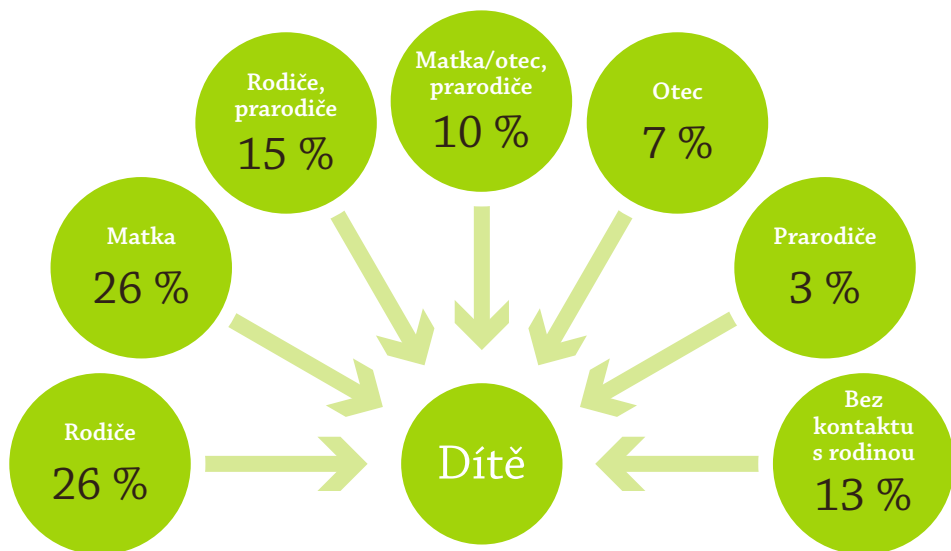 Rodiče
26 %
Matka
26 %
Rodiče,
prarodiče
15 %
Matka/otec,
prarodiče
10 %
Otec
7 %
Prarodiče
3 %
Bez
kontaktu
s rodinou
13 %
Dítě